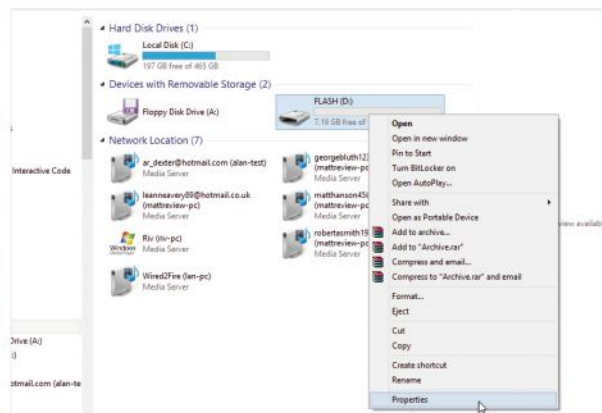 Hard Disk Drives (1)
Local Disk (C:)
197 GB free of 465 GB
Devices with Removable Storage (2)
Floppy Disk Drive (A:)
FLASH (D:)
7.19 GB free of
Network Location (7)
ar_dexter@hotmail.com (alan-test)
Media Server
georgebluth12
(mattreview-pc
Media Server
Interactive Code
leanneavery89@hotmail.co.uk
(mattreview-pc)
Media Server
matthanson45
(mattreview-pc
Media Server
Riv (riv-pc)
Media Server
robertasmith19
(mattreview-pc
Media Server
Wired2Fire (lan-pc)
Media Server
Open
Open in new window
Pin to Start
Turn BitLocker on
Open AutoPlay...
Share with
Open as Portable Device
Add to archive...
Add to "Archive.rar"
Compress and email...
Compress to "Archive.rar" and email
Format...
Eject
Cut
Copy
Create shortcut
Rename
Properties
Drive (A:)
otmail.com (alan-te